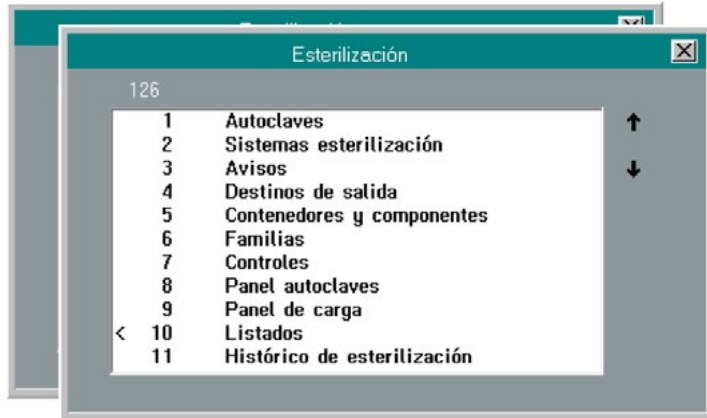 Esterilización
126
1 Autoclaves
2 Sistemas esterilización
3 Avisos
4 Destinos de salida
5 Contenedores y componentes
6 Familias
7 Controles
8 Panel autoclaves
9 Panel de carga
< 10 Listados
11 Histórico de esterilización